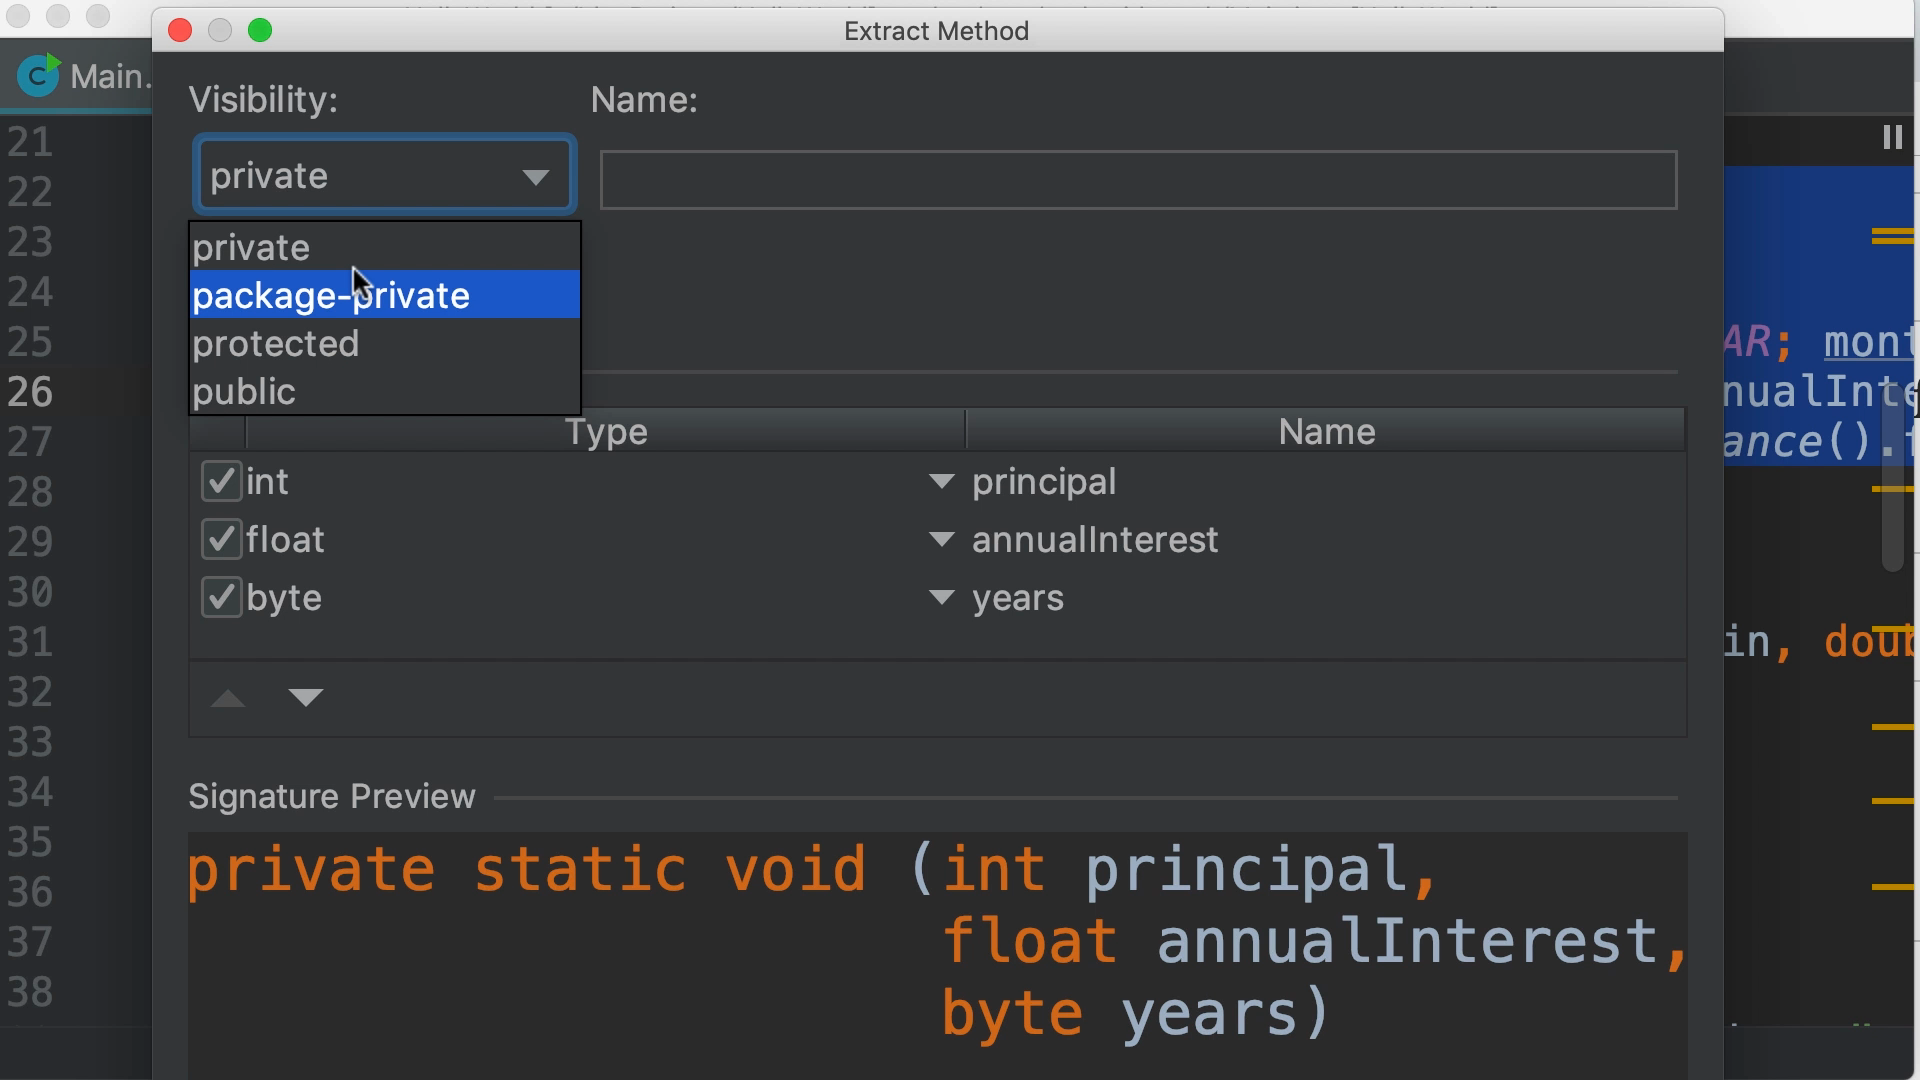 Extract Method
Main.
Visibility:
Name:
private
private
package-private
protected
public
Type
Name
int
principal
float
annualInterest
byte
years
Signature Preview
private static void (int principal,
float annualInterest,
byte years)
21
22
23
24
25
26
27
28
29
30
31
32
33
34
35
36
37
38
AR; mont
nualInte
ance().f
in, doub